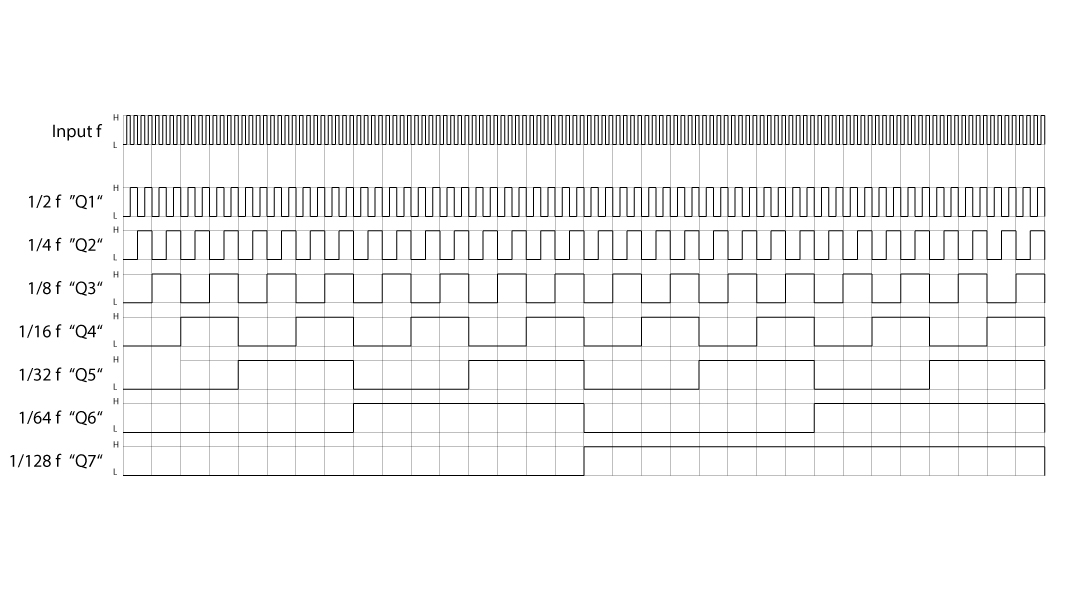 H
Input f
L
H
1/2 f ”Q1“
L
H
1/4 f ”Q2“
L
H
1/8 f “Q3“
L
H
1/16 f “Q4“
L
H
1/32 f “Q5“
L
H
1/64 f “Q6“
L
H
1/128 f “Q7“
L